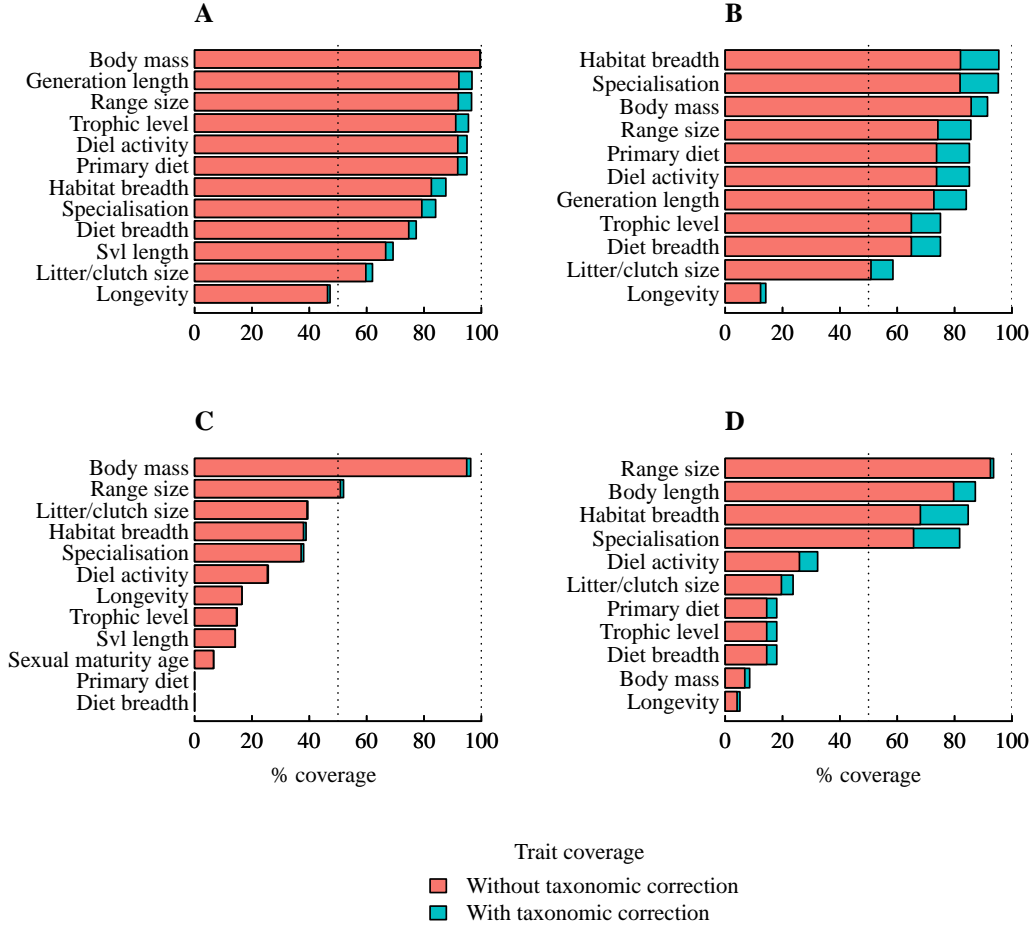 A
Body mass
Generation length
Range size
Trophic level
Diel activity
Primary diet
Habitat breadth
Specialisation
Diet breadth
Svl length
Litter/clutch size
Longevity
0 20 40 60 80 100
B
Habitat breadth
Specialisation
Body mass
Range size
Primary diet
Diel activity
Generation length
Trophic level
Diet breadth
Litter/clutch size
Longevity
0 20 40 60 80 100
C
Body mass
Range size
Litter/clutch size
Habitat breadth
Specialisation
Diel activity
Longevity
Trophic level
Svl length
Sexual maturity age
Primary diet
Diet breadth
0 20 40 60 80 100
% coverage
D
Range size
Body length
Habitat breadth
Specialisation
Diel activity
Litter/clutch size
Primary diet
Trophic level
Diet breadth
Body mass
Longevity
0 20 40 60 80 100
% coverage
Trait coverage
Without taxonomic correction
With taxonomic correction